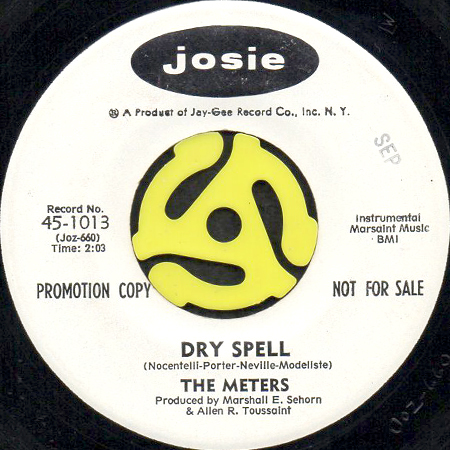 josie
Ⓟ A Product of Jay-Gee Record Co., Inc. N. Y.
SEP
Record No.
45-1013
(Joz-660)
Time: 2:03
Instrumental
Marsaint Music
BMI
PROMOTION COPY
NOT FOR SALE
DRY SPELL
(Nocentelli-Porter-Neville-Modeliste)
THE METERS
Produced by Marshall E. Sehorn
& Allen R. Toussaint